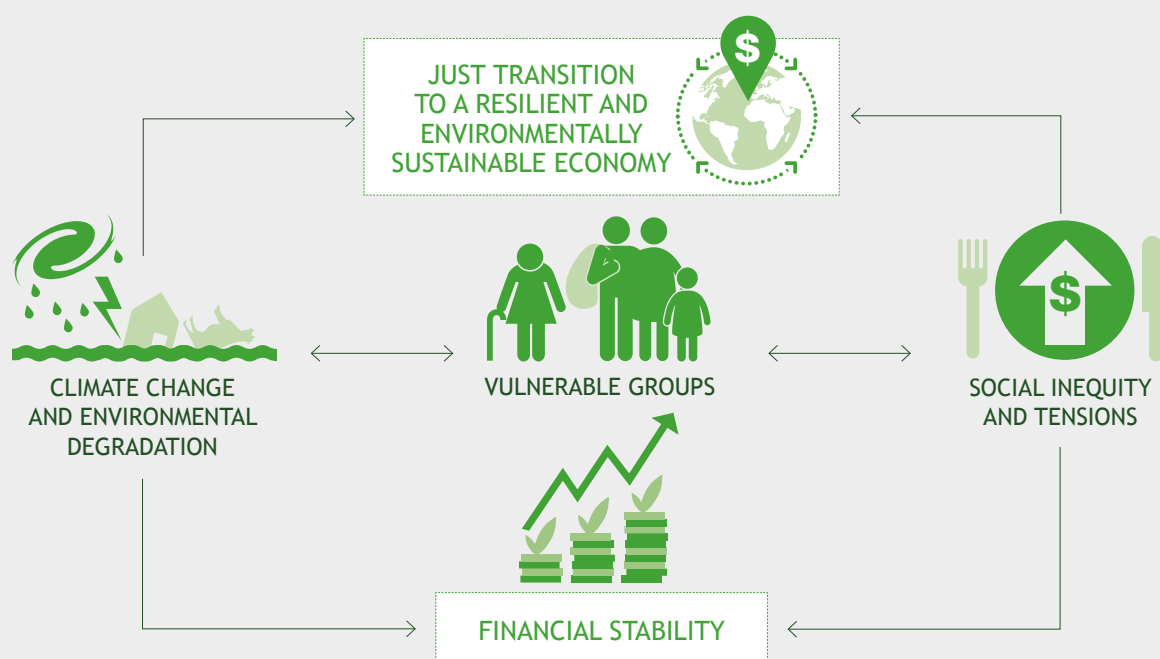 JUST TRANSITION
TO A RESILIENT AND
ENVIRONMENTALLY
SUSTAINABLE ECONOMY
$
CLIMATE CHANGE
AND ENVIRONMENTAL
DEGRADATION
VULNERABLE GROUPS
$
SOCIAL INEQUITY
AND TENSIONS
FINANCIAL STABILITY